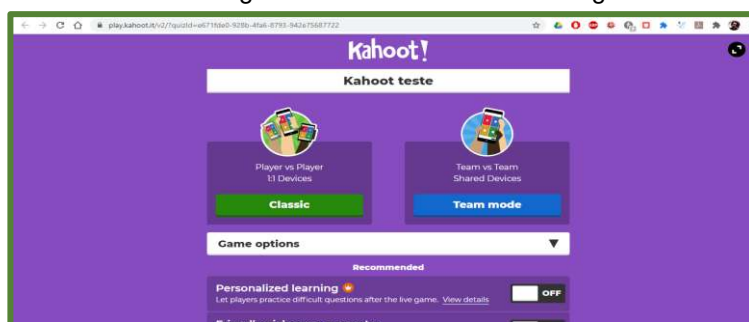 play.kahoot.it/v2/?quizId=e671fde0-928b-4fa6-8793-942e75687722
Kahoot!
Kahoot teste
Player vs Player
1:1 Devices
Classic
Team vs Team
Shared Devices
Team mode
Game options
Recommended
Personalized learning
Let players practice difficult questions after the live game. View details
OFF